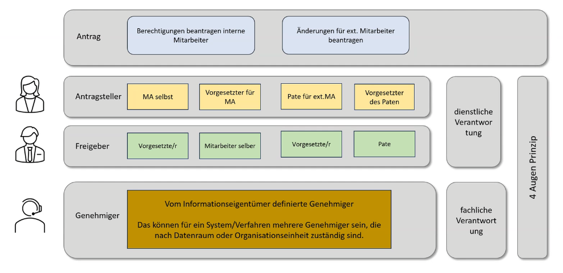 Antrag
Berechtigungen beantragen interne
Mitarbeiter
Änderungen für ext. Mitarbeiter
beantragen
Antragsteller
MA selbst
Vorgesetzter für
MA
Pate für ext.MA
Vorgesetzter
des Paten
dienstliche
Verantwor
tung
4 Augen Prinzip
Freigeber
Vorgesetzte/r
Mitarbeiter selber
Vorgesetzte/r
Pate
Genehmiger
Vom Informationseigentümer definierte Genehmiger
Das können für ein System/Verfahren mehrere Genehmiger sein, die
nach Datenraum oder Organisationseinheit zuständig sind.
fachliche
Verantwort
ung